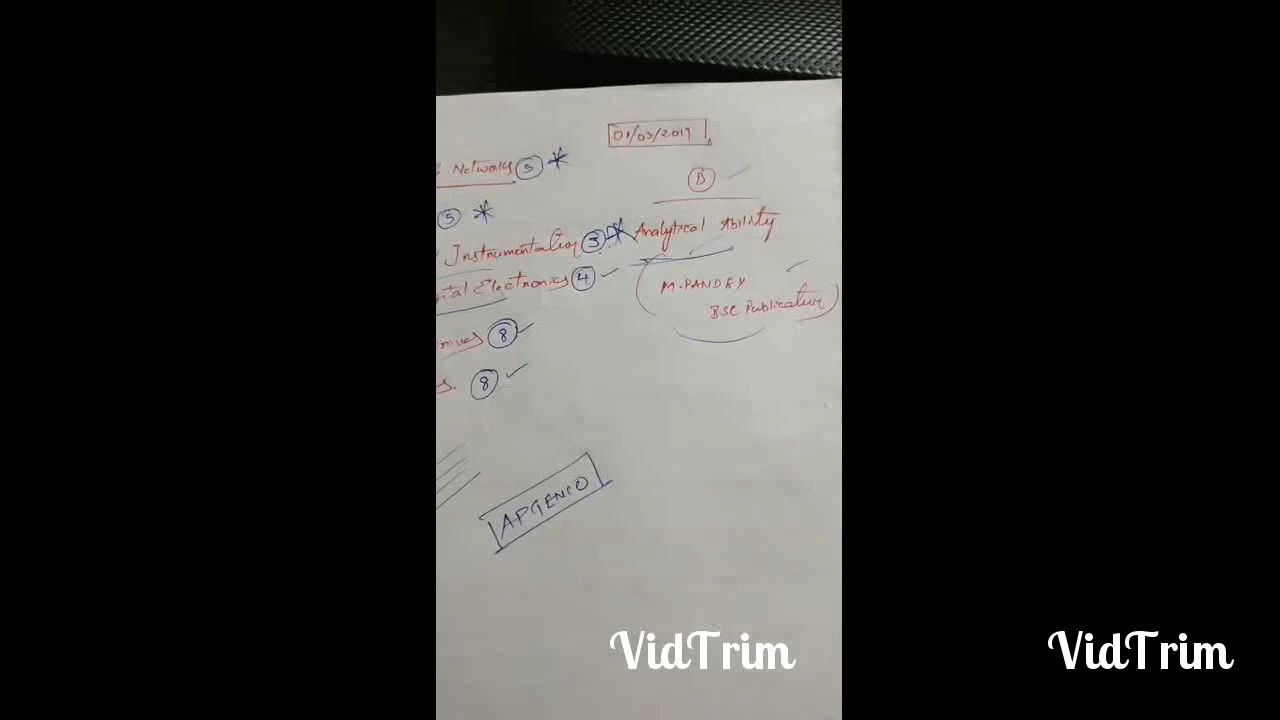 01/03/2019
Networks 5 *
B
5 *
Instrumentation 3 *
Analytical Ability
ital Electronics 4 ✓
M. PANDEY
BSC Publication
8 ✓
8 ✓
APGENCO
VidTrim VidTrim